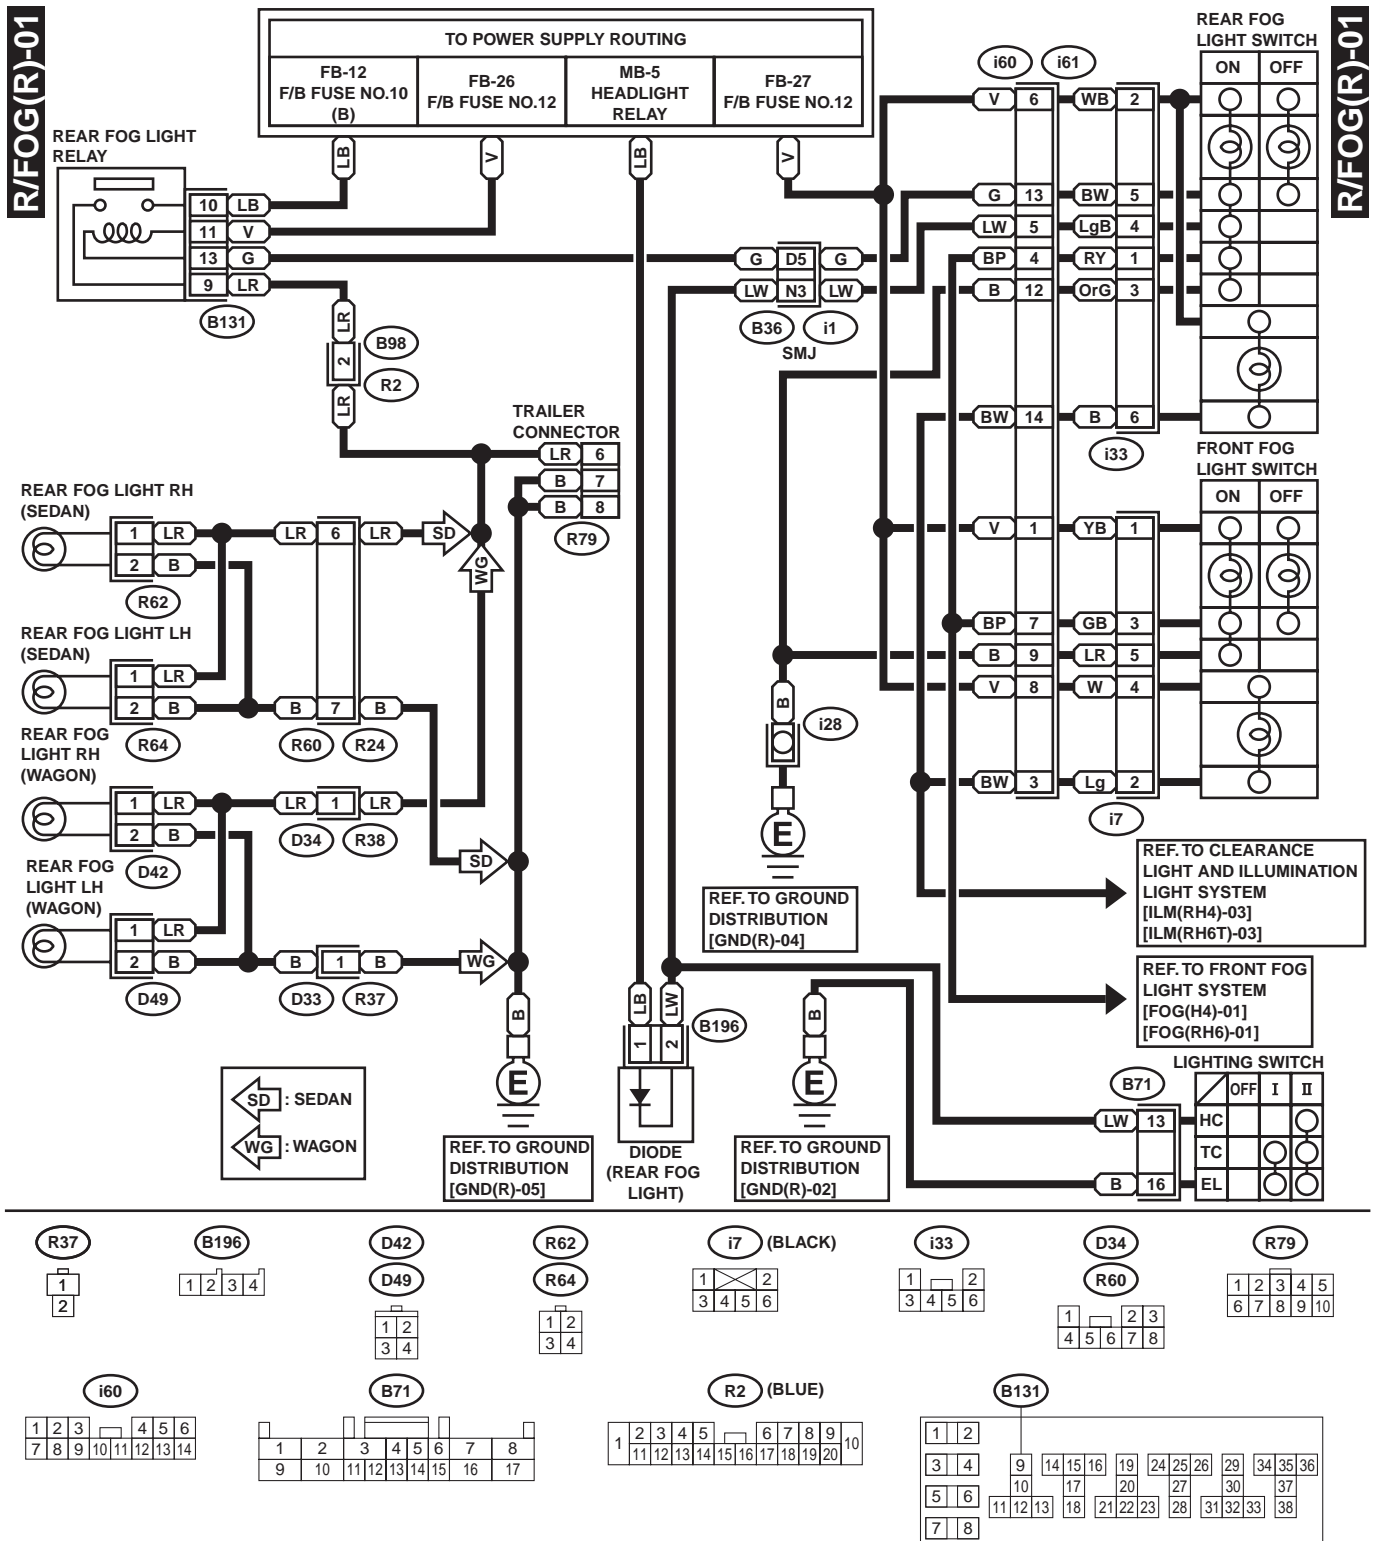 R/FOG(R)-01
R/FOG(R)-01
TO POWER SUPPLY ROUTING
FB-12
F/B FUSE NO.10
(B)
FB-26
F/B FUSE NO.12
MB-5
HEADLIGHT
RELAY
FB-27
F/B FUSE NO.12
LB
V
LB
V
REAR FOG LIGHT
RELAY
10 LB
11 V
13 G
9 LR
B131
LR
2
LR
B98
R2
G D5 G
LW N3 LW
B36 i1
SMJ
i60 i61
V 6 WB 2
G 13 BW 5
LW 5 LgB 4
BP 4 RY 1
B 12 OrG 3
BW 14 B 6
i33
REAR FOG
LIGHT SWITCH
ON OFF
FRONT FOG
LIGHT SWITCH
ON OFF
V 1 YB 1
BP 7 GB 3
B 9 LR 5
V 8 W 4
BW 3 Lg 2
i7
TRAILER
CONNECTOR
LR 6
B 7
B 8
R79
REAR FOG LIGHT RH
(SEDAN)
1 LR
2 B
R62
LR 6 LR
SD
WG
REAR FOG LIGHT LH
(SEDAN)
1 LR
2 B
R64
B 7 B
R60 R24
REAR FOG
LIGHT RH
(WAGON)
1 LR
2 B
D42
LR 1 LR
D34 R38
SD
REAR FOG
LIGHT LH
(WAGON)
1 LR
2 B
D49
B 1 B
D33 R37
WG
B
E
REF. TO GROUND
DISTRIBUTION
[GND(R)-05]
SD : SEDAN
WG : WAGON
B
i28
E
REF. TO GROUND
DISTRIBUTION
[GND(R)-04]
LB LW
1 2
B196
DIODE
(REAR FOG
LIGHT)
B
E
REF. TO GROUND
DISTRIBUTION
[GND(R)-02]
REF. TO CLEARANCE
LIGHT AND ILLUMINATION
LIGHT SYSTEM
[ILM(RH4)-03]
[ILM(RH6T)-03]
REF. TO FRONT FOG
LIGHT SYSTEM
[FOG(H4)-01]
[FOG(RH6)-01]
LIGHTING SWITCH
B71
OFF I II
LW 13 HC
TC
B 16 EL
R37
1
2
B196
1 2 3 4
D42
D49
1 2
3 4
R62
R64
1 2
3 4
i7 (BLACK)
1 2
3 4 5 6
i33
1 2
3 4 5 6
D34
R60
1 2 3
4 5 6 7 8
R79
1 2 3 4 5
6 7 8 9 10
i60
1 2 3 4 5 6
7 8 9 10 11 12 13 14
B71
1 2 3 4 5 6 7 8
9 10 11 12 13 14 15 16 17
R2 (BLUE)
1 2 3 4 5 6 7 8 9 10
11 12 13 14 15 16 17 18 19 20
B131
1 2
3 4 9 14 15 16 19 24 25 26 29 34 35 36
10 17 20 27 30 37
5 6 11 12 13 18 21 22 23 28 31 32 33 38
7 8